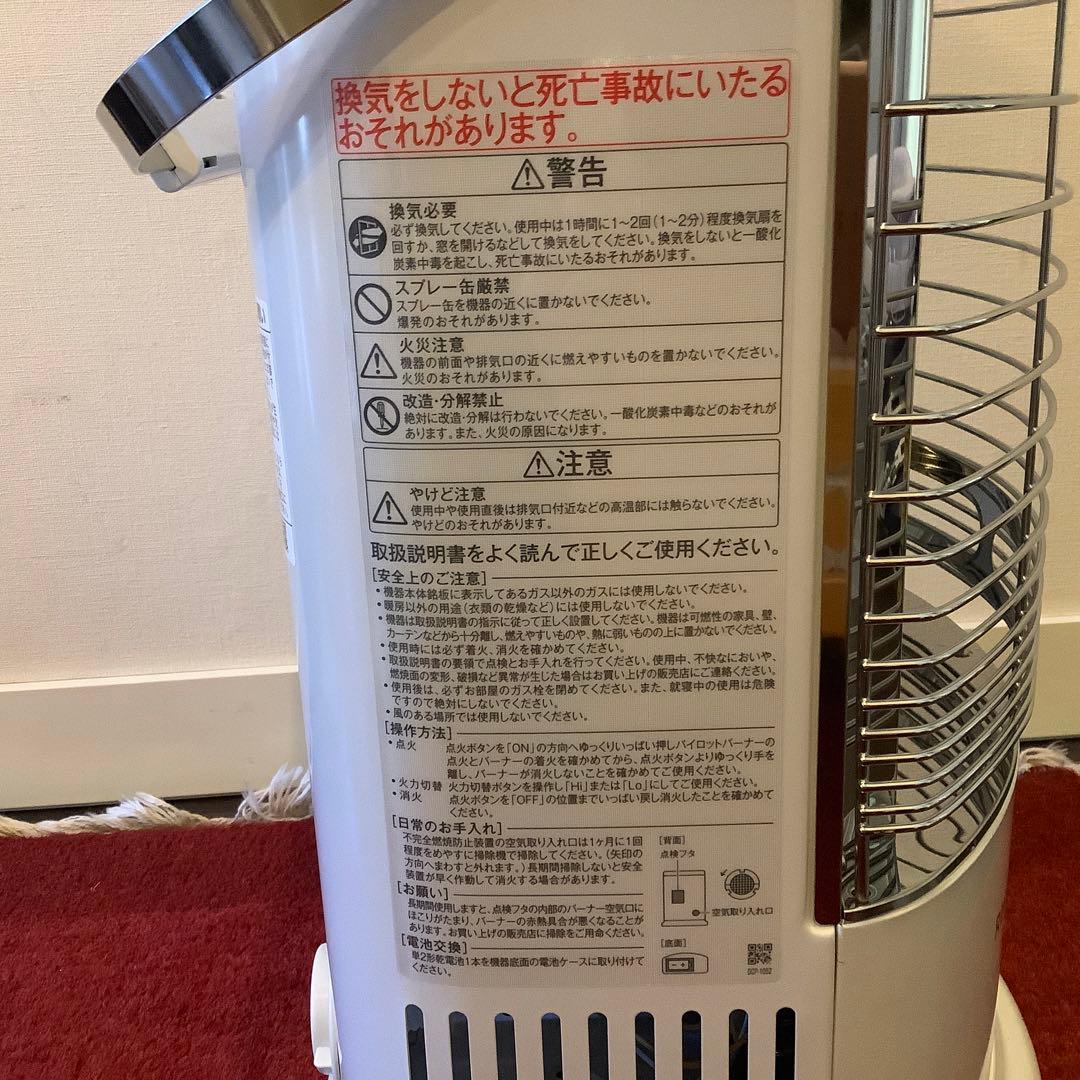 換気をしないと死亡事故にいたる
おそれがあります。
警告
換気必要
必ず換気してください。使用中は1時間に1〜2回(1〜2分)程度換気扇を
回すか、窓を開けるなどして換気をしてください。換気をしないと一酸化
炭素中毒を起こし、死亡事故にいたるおそれがあります。
スプレー缶厳禁
スプレー缶を機器の近くに置かないでください。
爆発のおそれがあります。
火災注意
機器の前面や排気口の近くに燃えやすいものを置かないでください。
火災のおそれがあります。
改造・分解禁止
絶対に改造・分解は行わないでください。一酸化炭素中毒などのおそれが
あります。また、火災の原因になります。
注意
やけど注意
使用中や使用直後は排気口付近などの高温部には触らないでください。
やけどのおそれがあります。
取扱説明書をよく読んで正しくご使用ください。
[安全上のご注意]
・機器本体銘板に表示してあるガス以外のガスには使用しないでください。
・暖房以外の用途(衣類の乾燥など)には使用しないでください。
・機器は取扱説明書の指示に従って正しく設置してください。機器は可燃性の家具、壁、
カーテンなどから十分離し、燃えやすいものや、熱に弱いものの上に置かないでください。
・使用時には必ず着火、消火を確かめてください。
・取扱説明書の要領で点検とお手入れを行ってください。使用中、不快なにおいや、
燃焼面の変形、破損など異常が生じた場合はお買い上げの販売店にご連絡ください。
・使用後は、必ずお部屋のガス栓を閉めてください。また、就寝中の使用は危険
ですので絶対にしないでください。
・風のある場所では使用しないでください。
[操作方法]
・点火 点火ボタンを「ON」の方向へゆっくりいっぱい押しパイロットバーナーの
点火とバーナーの着火を確かめてから、点火ボタンよりゆっくり手を
離し、バーナーが消火しないことを確かめてご使用ください。
・火力切替 火力切替ボタンを操作し「Hi」または「Lo」にしてご使用ください。
・消火 点火ボタンを「OFF」の位置までいっぱい戻し消火したことを確かめて
ください。
[日常のお手入れ]
不完全燃焼防止装置の空気取り入れ口は1ヶ月に1回
程度をめやすに掃除機で掃除してください。(矢印の
方向へまわすと外れます。)長期間掃除しないと安全
装置が早く作動して消火する場合があります。
[背面]
点検フタ
空気取り入れ口
[お願い]
長期間使用しますと、点検フタの内部のバーナー空気口に
ほこりがたまり、バーナーの赤熱具合が悪くなることが
あります。お買い上げの販売店に掃除をご用命ください。
[電池交換]
単2形乾電池1本を機器底面の電池ケースに取り付けて
ください。
[底面]
GCP-1052